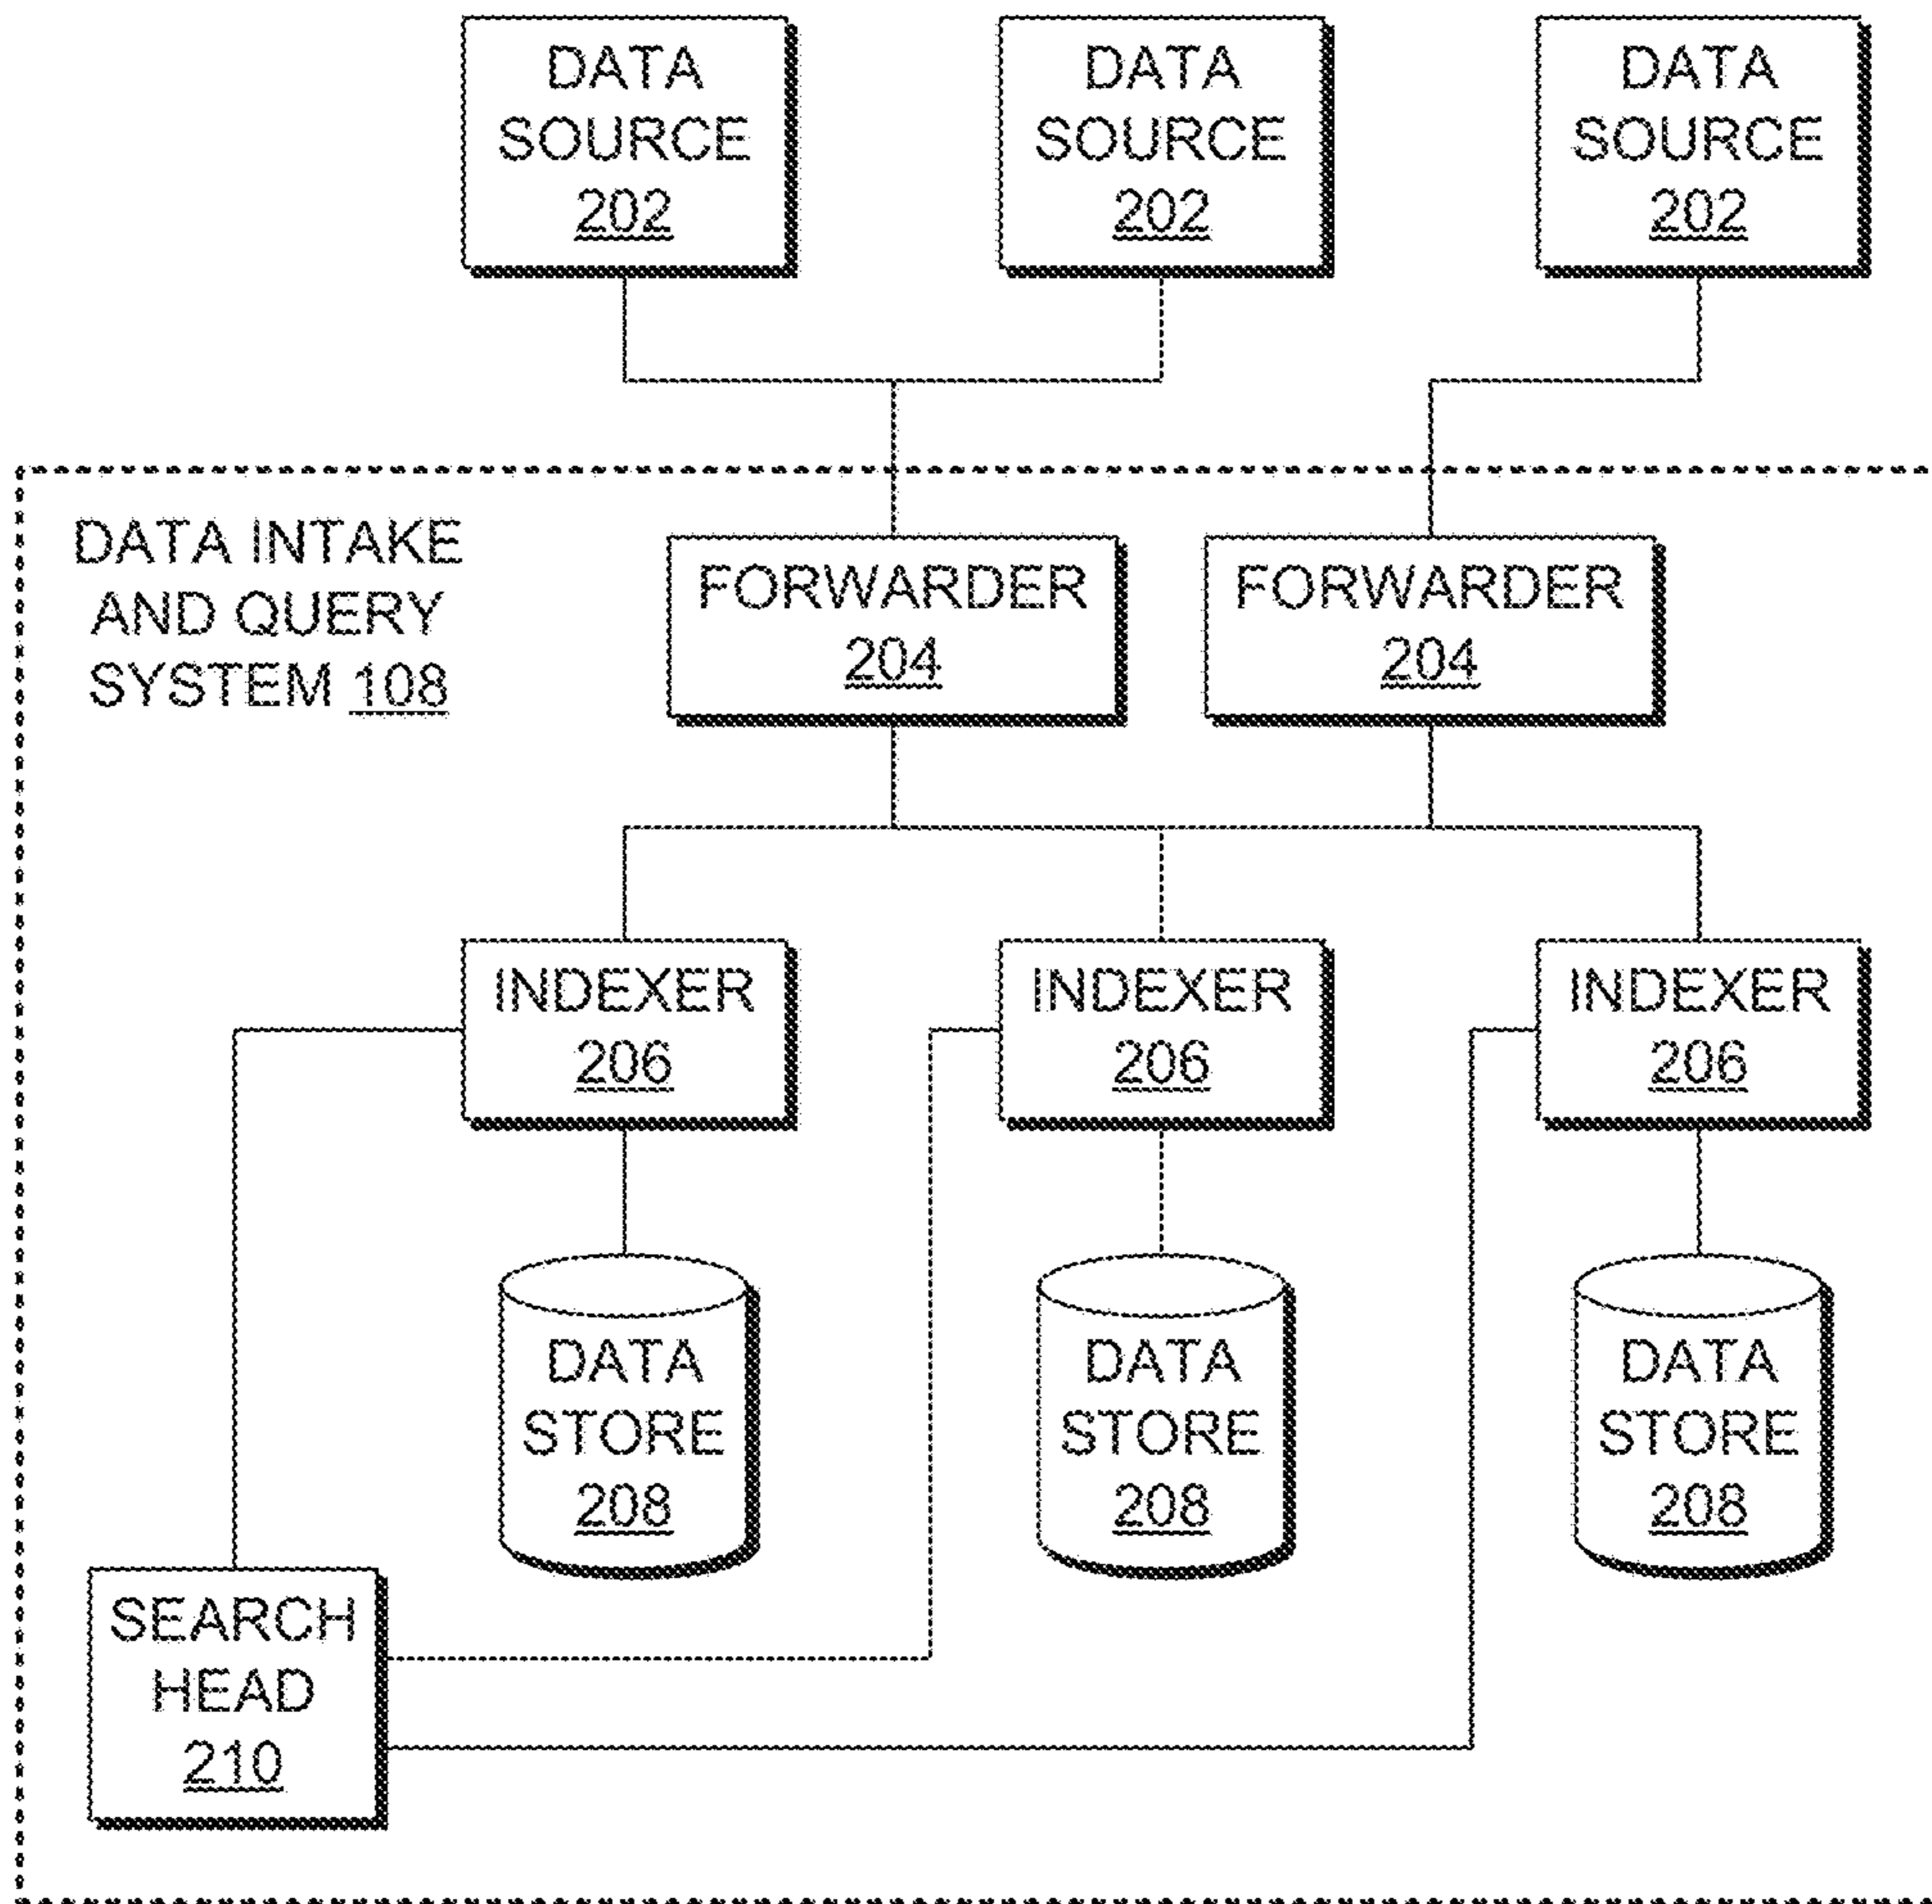 DATA
SOURCE
202
DATA
SOURCE
202
DATA
SOURCE
202
DATA INTAKE
AND QUERY
SYSTEM 108
FORWARDER
204
FORWARDER
204
INDEXER
206
INDEXER
206
INDEXER
206
DATA
STORE
208
DATA
STORE
208
DATA
STORE
208
SEARCH
HEAD
210